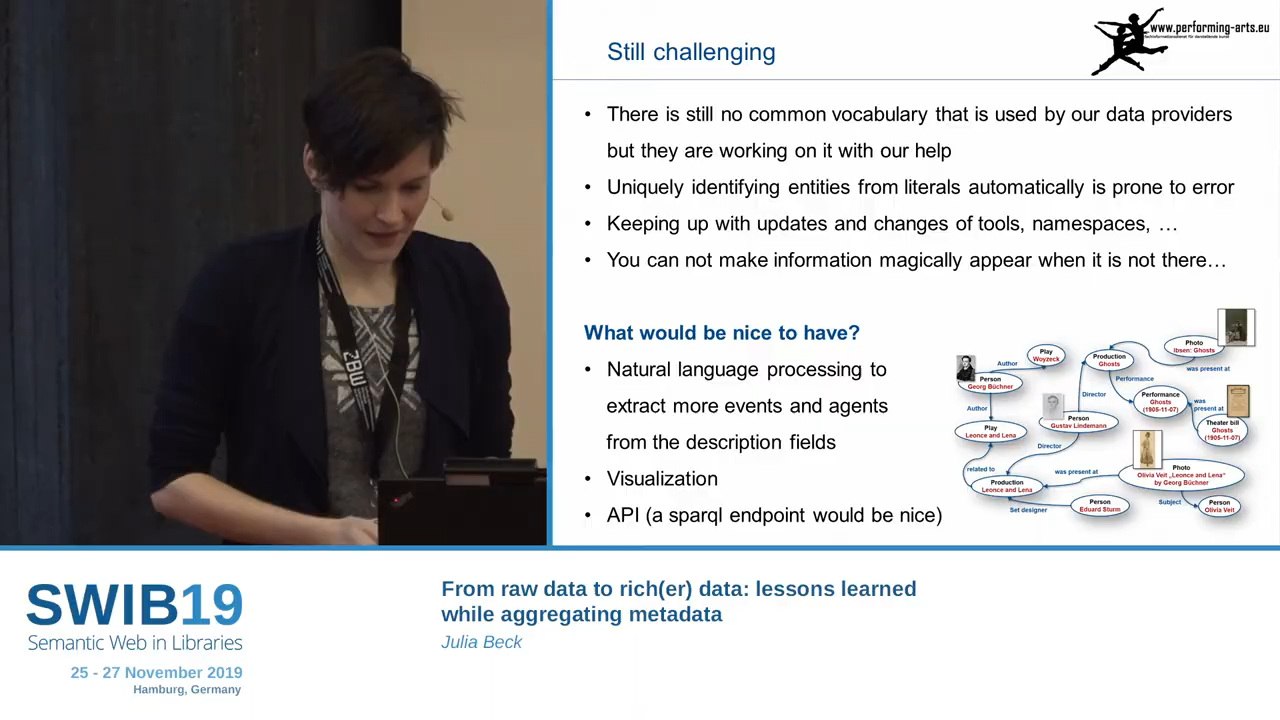 www.performing-arts.eu
Still challenging
• There is still no common vocabulary that is used by our data providers
but they are working on it with our help
• Uniquely identifying entities from literals automatically is prone to error
• Keeping up with updates and changes of tools, namespaces, …
• You can not make information magically appear when it is not there…
What would be nice to have?
• Natural language processing to
extract more events and agents
from the description fields
• Visualization
• API (a sparql endpoint would be nice)
Photo
Ibsen: Ghosts
was present at
Play
Woyzeck
Author
Production
Ghosts
Person
Georg Büchner
Performance
Director
Performance
Ghosts
(1905-11-07)
was
present at
Author
Person
Gustav Lindemann
Theater bill
Ghosts
(1905-11-07)
Play
Leonce and Lena
Director
related to
was present at
Photo
Olivia Veit „Leonce and Lena“
by Georg Büchner
Production
Leonce and Lena
Set designer
Person
Eduard Sturm
Subject
Person
Olivia Veit
ZBW
SWIB19
Semantic Web in Libraries
25 - 27 November 2019
Hamburg, Germany
From raw data to rich(er) data: lessons learned
while aggregating metadata
Julia Beck